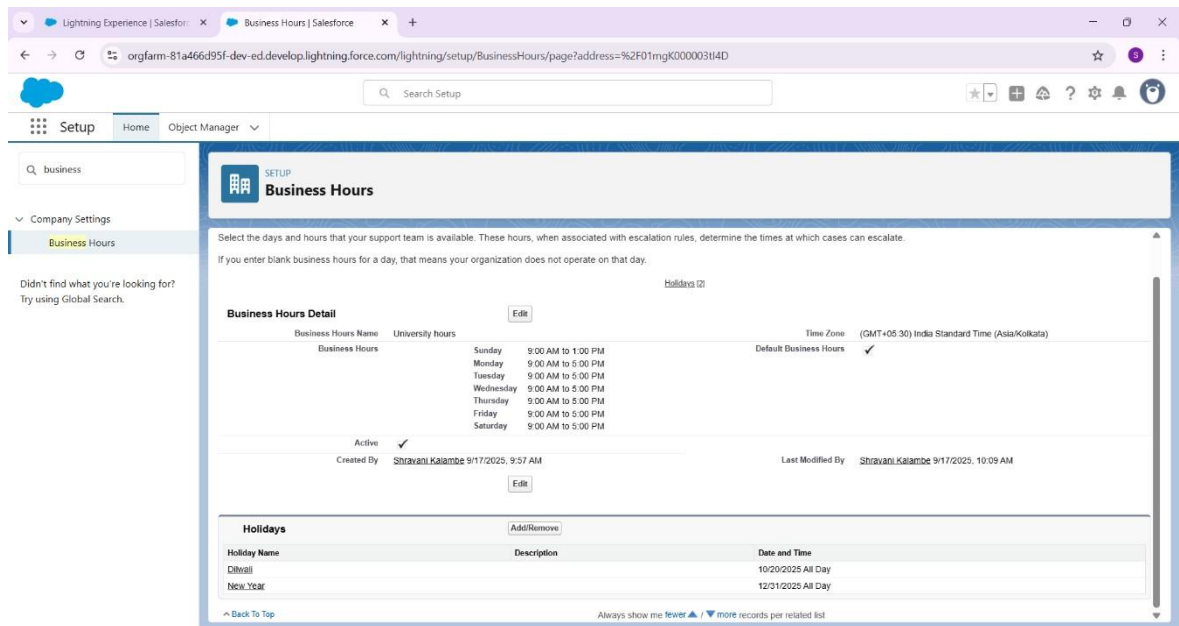 Lightning Experience | Salesforc
Business Hours | Salesforce
orgfarm-81a466d95f-dev-ed.develop.lightning.force.com/lightning/setup/BusinessHours/page?address=%2F01mgK000003tI4D
S
Search Setup
Setup
Home
Object Manager
business
Company Settings
Business Hours
Didn't find what you're looking for?
Try using Global Search.
SETUP
Business Hours
Select the days and hours that your support team is available. These hours, when associated with escalation rules, determine the times at which cases can escalate.
If you enter blank business hours for a day, that means your organization does not operate on that day.
Holidays [2]
Business Hours Detail Edit
Business Hours Name University hours Time Zone (GMT+05:30) India Standard Time (Asia/Kolkata)
Business Hours Sunday 9:00 AM to 1:00 PM Default Business Hours ✓
Monday 9:00 AM to 5:00 PM
Tuesday 9:00 AM to 5:00 PM
Wednesday 9:00 AM to 5:00 PM
Thursday 9:00 AM to 5:00 PM
Friday 9:00 AM to 5:00 PM
Saturday 9:00 AM to 5:00 PM
Active ✓
Created By Shravani Kalambe 9/17/2025, 9:57 AM Last Modified By Shravani Kalambe 9/17/2025, 10:09 AM
Edit
Holidays Add/Remove
Holiday Name Description Date and Time
Dilwali 10/20/2025 All Day
New Year 12/31/2025 All Day
^ Back To Top Always show me fewer ▲ / ▼ more records per related list